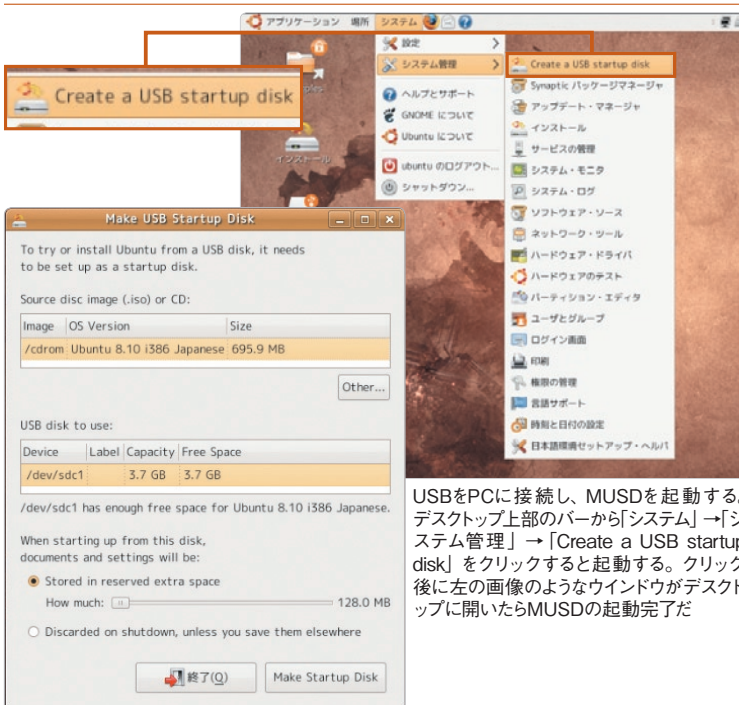 アプリケーション 場所 システム
設定
システム管理
ヘルプとサポート
GNOME について
Ubuntu について
ubuntu のログアウト...
シャットダウン...
Create a USB startup disk
Synaptic パッケージマネージャ
アップデート・マネージャ
インストール
サービスの管理
システム・モニタ
システム・ログ
ソフトウェア・ソース
ネットワーク・ツール
ハードウェア・ドライバ
ハードウェアのテスト
パーティション・エディタ
ユーザとグループ
ログイン画面
印刷
権限の管理
言語サポート
時刻と日付の設定
日本語環境セットアップ・ヘルパ
Create a USB startup disk
インストール
Make USB Startup Disk
To try or install Ubuntu from a USB disk, it needs
to be set up as a startup disk.
Source disc image (.iso) or CD:
Image OS Version Size
/cdrom Ubuntu 8.10 i386 Japanese 695.9 MB
Other...
USB disk to use:
Device Label Capacity Free Space
/dev/sdc1 3.7 GB 3.7 GB
/dev/sdc1 has enough free space for Ubuntu 8.10 i386 Japanese.
When starting up from this disk,
documents and settings will be:
Stored in reserved extra space
How much: 128.0 MB
Discarded on shutdown, unless you save them elsewhere
終了(Q) Make Startup Disk
USBをPCに接続し、MUSDを起動する。
デスクトップ上部のバーから「システム」→「シ
ステム管理」→「Create a USB startup
disk」をクリックすると起動する。クリック
後に左の画像のようなウインドウがデスクト
ップに開いたらMUSDの起動完了だ